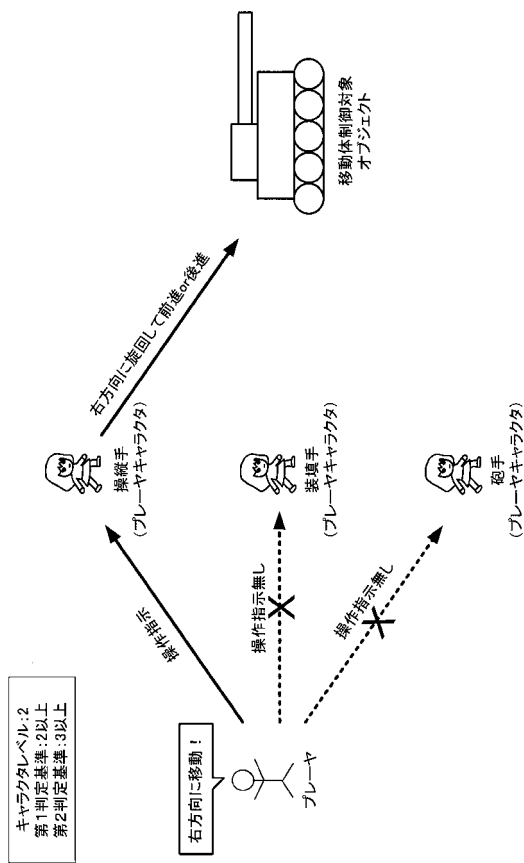 キャラクタレベル:2
第1判定基準:2以上
第2判定基準:3以上
右方向に移動！
プレーヤ
操作指示
操作指示無し
操作指示無し
操縦手
(プレーヤキャラクタ)
装填手
(プレーヤキャラクタ)
砲手
(プレーヤキャラクタ)
右方向に旋回して前進or後進
移動体制御対象
オブジェクト